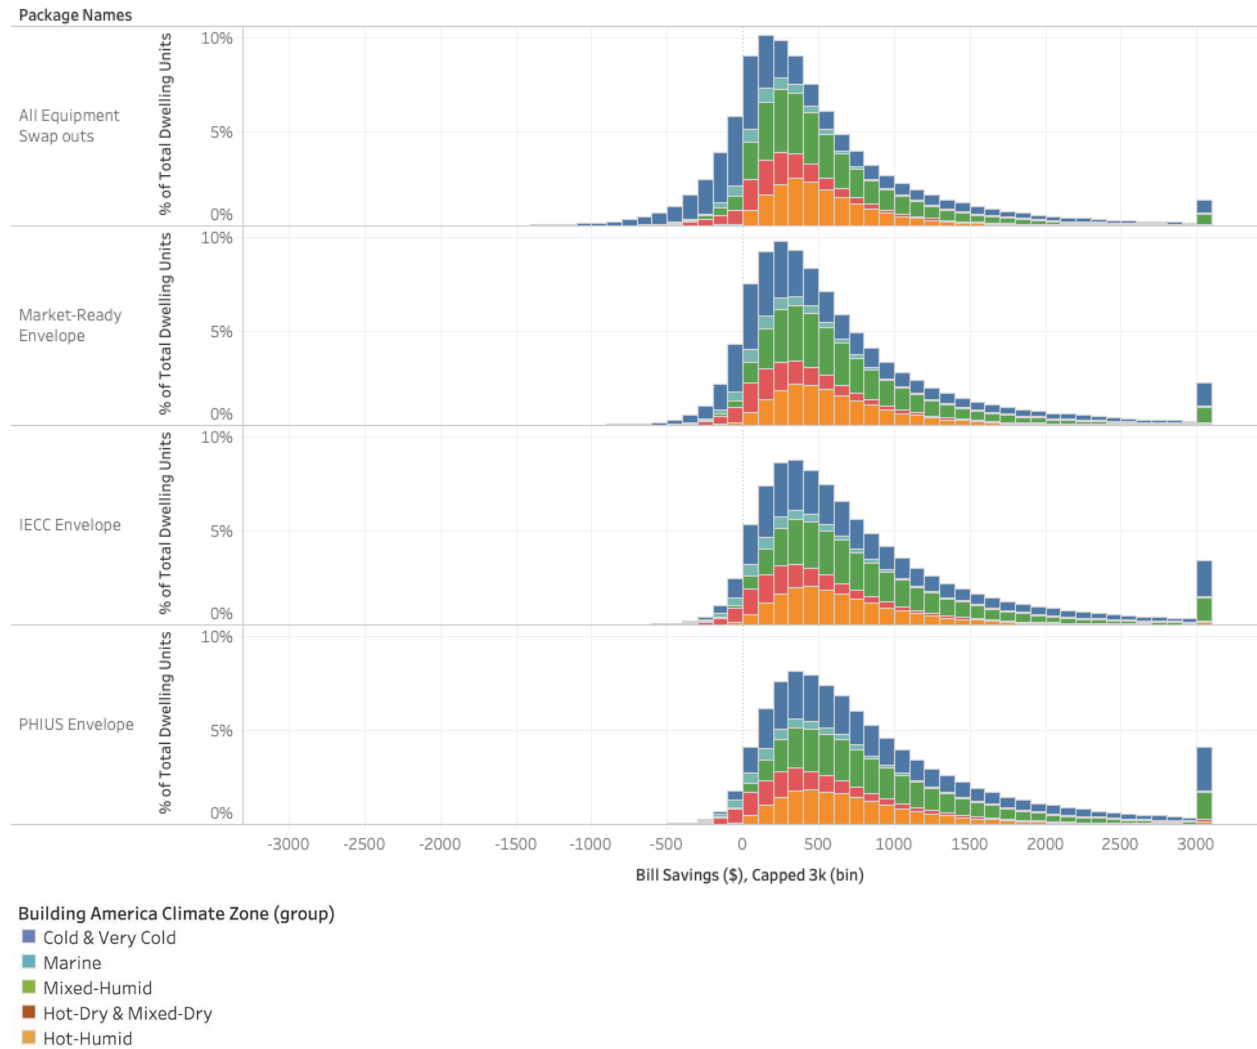 Package Names
All Equipment
Swap outs
% of Total Dwelling Units
10%
5%
0%
Market-Ready
Envelope
% of Total Dwelling Units
10%
5%
0%
IECC Envelope
% of Total Dwelling Units
10%
5%
0%
PHIUS Envelope
% of Total Dwelling Units
10%
5%
0%
-3000 -2500 -2000 -1500 -1000 -500 0 500 1000 1500 2000 2500 3000
Bill Savings ($), Capped 3k (bin)
Building America Climate Zone (group)
Cold & Very Cold
Marine
Mixed-Humid
Hot-Dry & Mixed-Dry
Hot-Humid